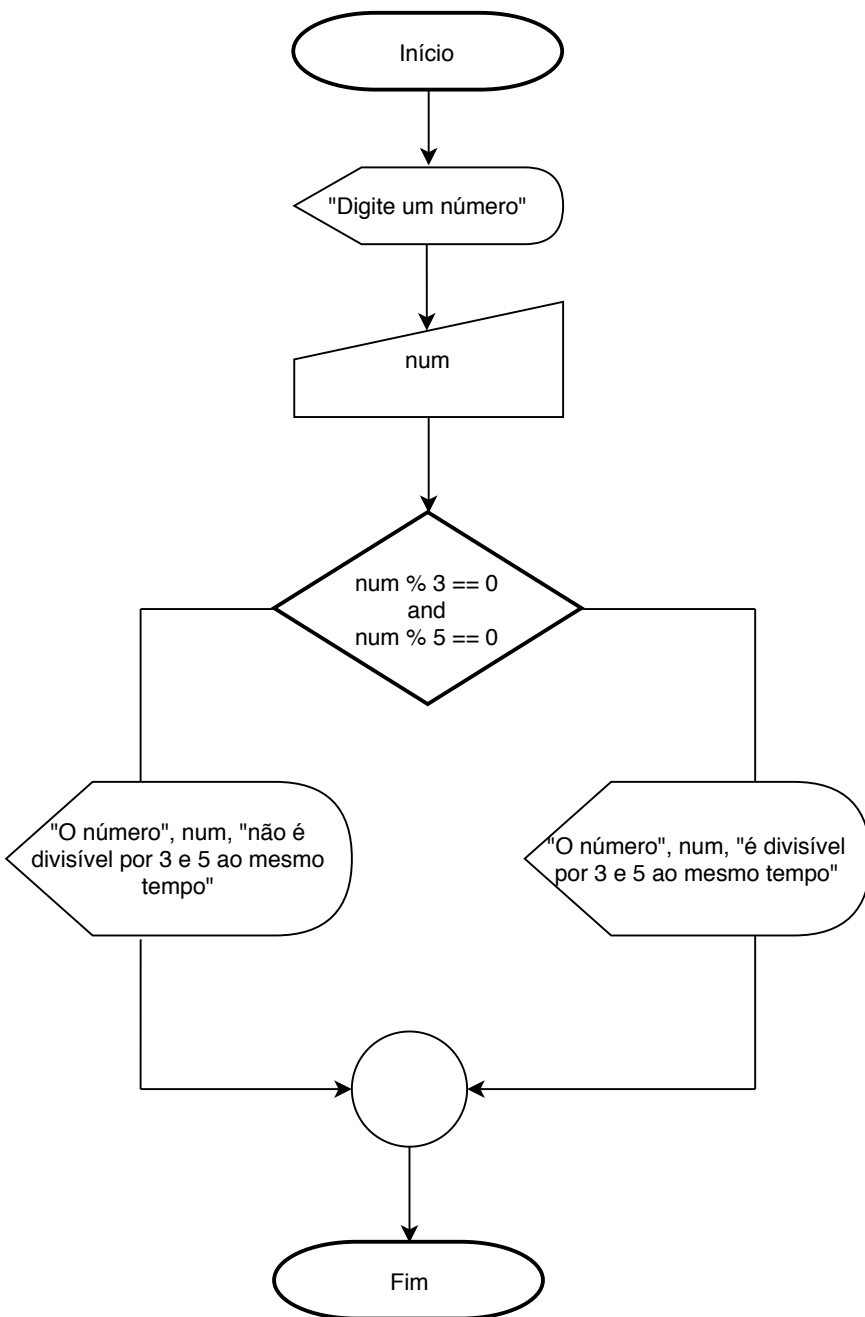 Início
"Digite um número"
num
num % 3 == 0
and
num % 5 == 0
"O número", num, "não é
divisível por 3 e 5 ao mesmo
tempo"
"O número", num, "é divisível
por 3 e 5 ao mesmo tempo"
Fim